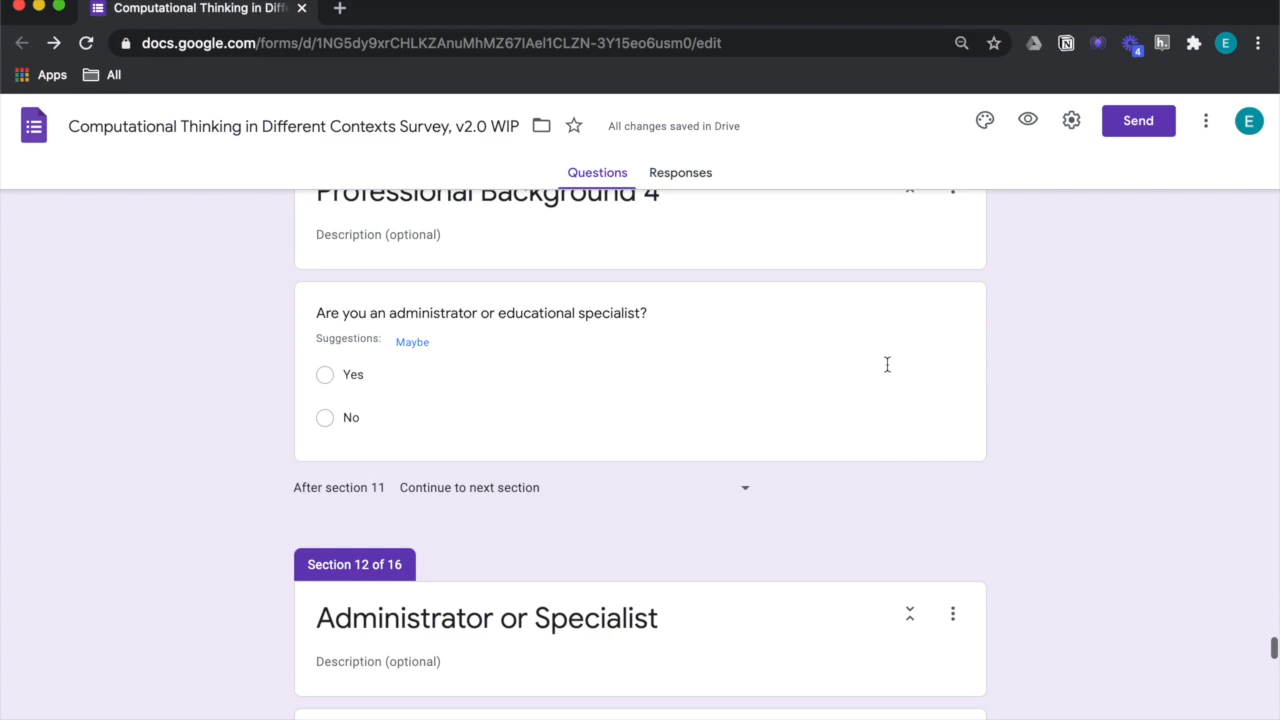 Computational Thinking in Diff
docs.google.com/forms/d/1NG5dy9xrCHLKZAnuMhMZ67lAel1CLZN-3Y15eo6usm0/edit
4
h.
E
Apps
All
Computational Thinking in Different Contexts Survey, v2.0 WIP
All changes saved in Drive
Send
E
Questions
Responses
Professional Background 4
Description (optional)
Are you an administrator or educational specialist?
Suggestions: Maybe
Yes
No
After section 11 Continue to next section
Section 12 of 16
Administrator or Specialist
Description (optional)